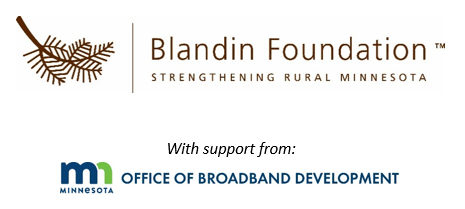 Blandin Foundation™
STRENGTHENING RURAL MINNESOTA
With support from:
mn
MINNESOTA
OFFICE OF BROADBAND DEVELOPMENT